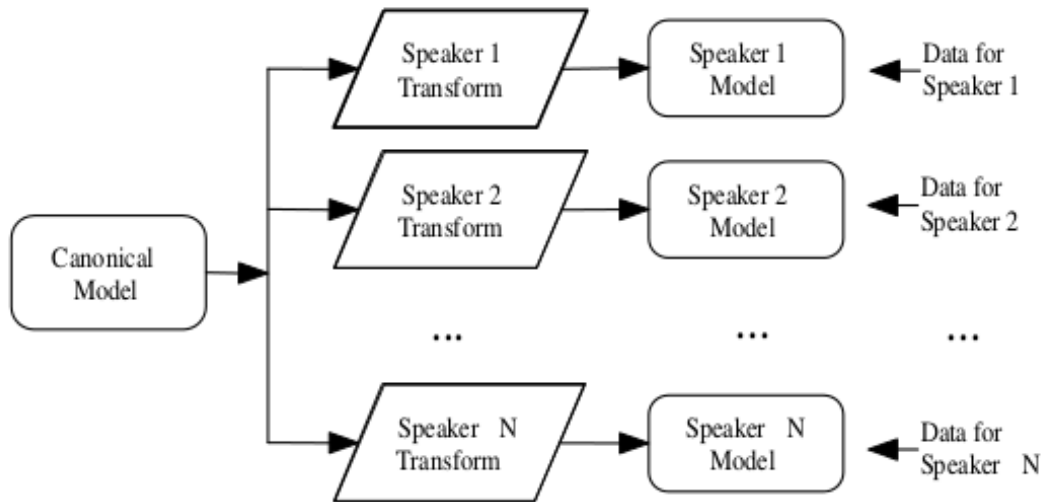 Speaker 1
Transform
Speaker 1
Model
Data for
Speaker 1
Speaker 2
Transform
Speaker 2
Model
Data for
Speaker 2
Canonical
Model
...
...
...
Speaker N
Transform
Speaker N
Model
Data for
Speaker N